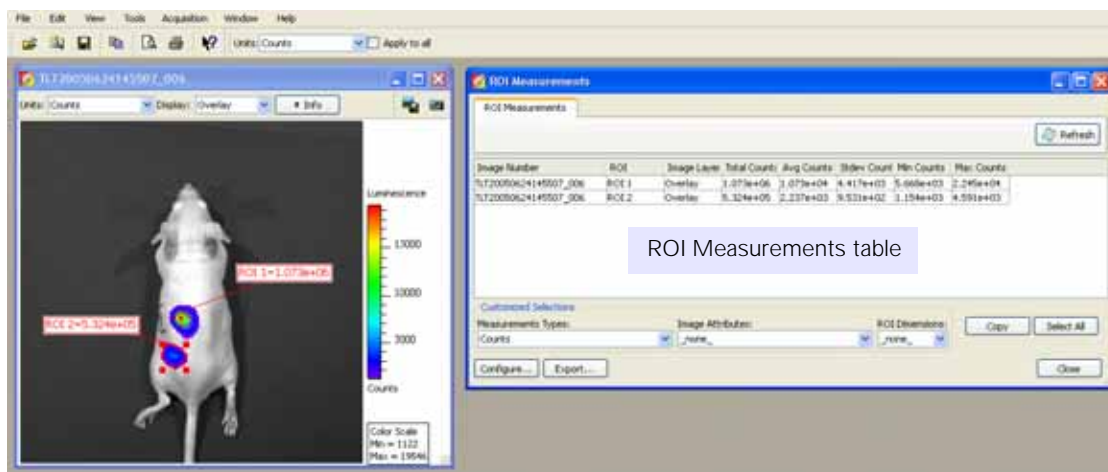 File Edit View Tools Acquisition Window Help
Units: Counts Apply to all
TLT20050624145507_006
Units: Counts Display: Overlay Info
Luminescence
15000
10000
5000
Counts
ROI 1=1.073e+06
ROI 2=5.324e+05
Color Scale
Min = 1122
Max = 19546
ROI Measurements
ROI Measurements
Refresh
Image Number ROI Image Layer Total Counts Avg Counts Stdev Count Min Counts Max Counts
TLT20050624145507_006 ROI 1 Overlay 1.073e+06 1.073e+04 4.417e+03 5.668e+03 2.245e+04
TLT20050624145507_006 ROI 2 Overlay 5.324e+05 2.237e+03 9.531e+02 1.154e+03 4.591e+03
ROI Measurements table
Customized Selections
Measurements Types: Image Attributes: ROI Dimensions:
Counts _none_ _none_ Copy Select All
Configure... Export... Close